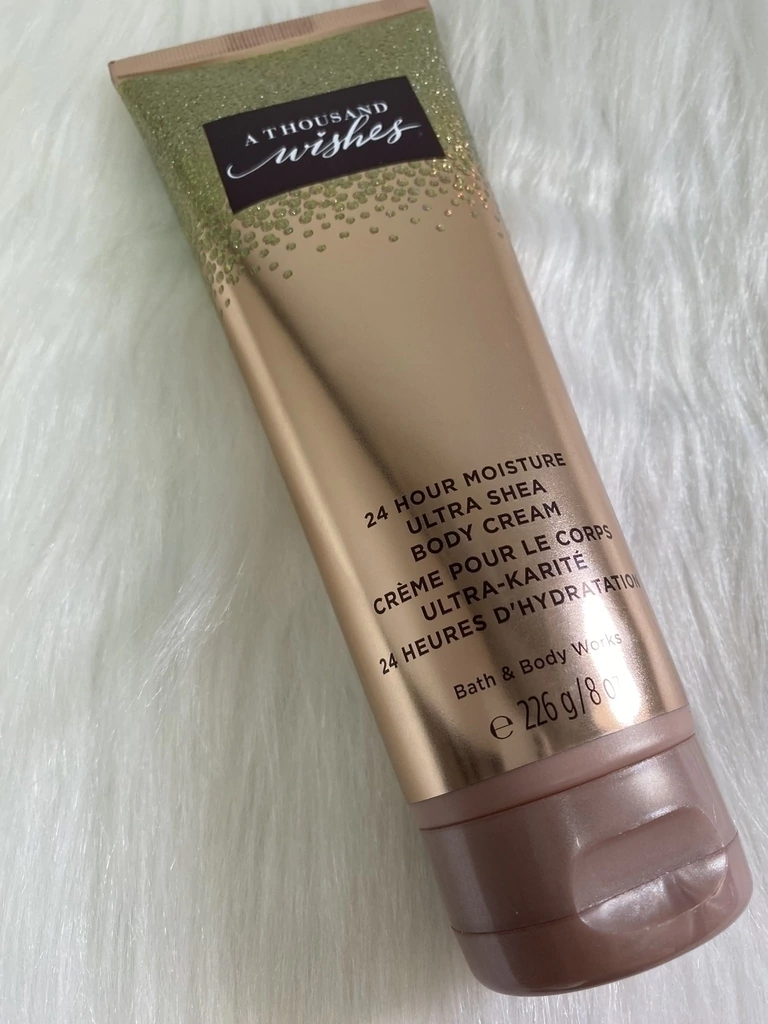 A THOUSAND
wishes
24 HOUR MOISTURE
ULTRA SHEA
BODY CREAM
CRÈME POUR LE CORPS
ULTRA-KARITÉ
24 HEURES D'HYDRATATION
Bath & Body Works
℮ 226 g/8 oz